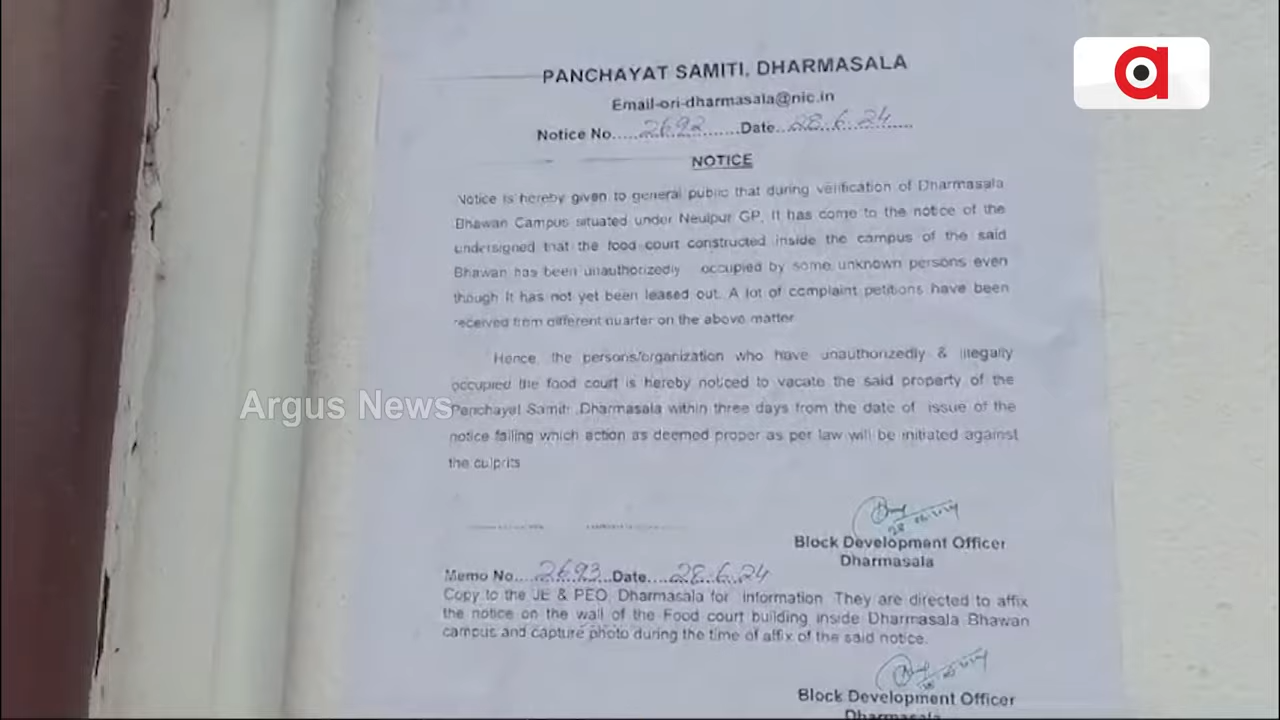 PANCHAYAT SAMITI, DHARMASALA
Email-ori-dharmasala@nic.in
Notice No.....2692.......Date..28.6.24....
NOTICE
Notice is hereby given to general public that during verification of Dharmasala
Bhawan Campus situated under Neulpur GP. It has come to the notice of the
undersigned that the food court constructed inside the campus of the said
Bhawan has been unauthorizedly occupied by some unknown persons even
though it has not yet been leased out. A lot of complaint petitions have been
received from different quarter on the above matter
Hence, the persons/organization who have unauthorizedly & illegally
occupied the food court is hereby noticed to vacate the said property of the
Argus News
Panchayat Samiti, Dharmasala within three days from the date of issue of the
notice failing which action as deemed proper as per law will be initiated against
the culprits
Block Development Officer
Dharmasala
Memo No....2693..Date....28.6.24
Copy to the JE & PEO, Dharmasala for information. They are directed to affix
the notice on the wall of the Food court building inside Dharmasala Bhawan
campus and capture photo during the time of affix of the said notice.
Block Development Officer
Dharmasala